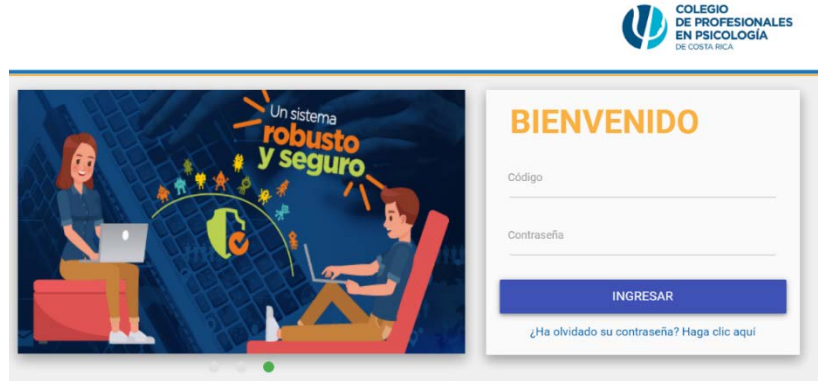 COLEGIO
DE PROFESIONALES
EN PSICOLOGÍA
DE COSTA RICA
Un sistema
robusto
y seguro
BIENVENIDO
Código
Contraseña
INGRESAR
¿Ha olvidado su contraseña? Haga clic aquí